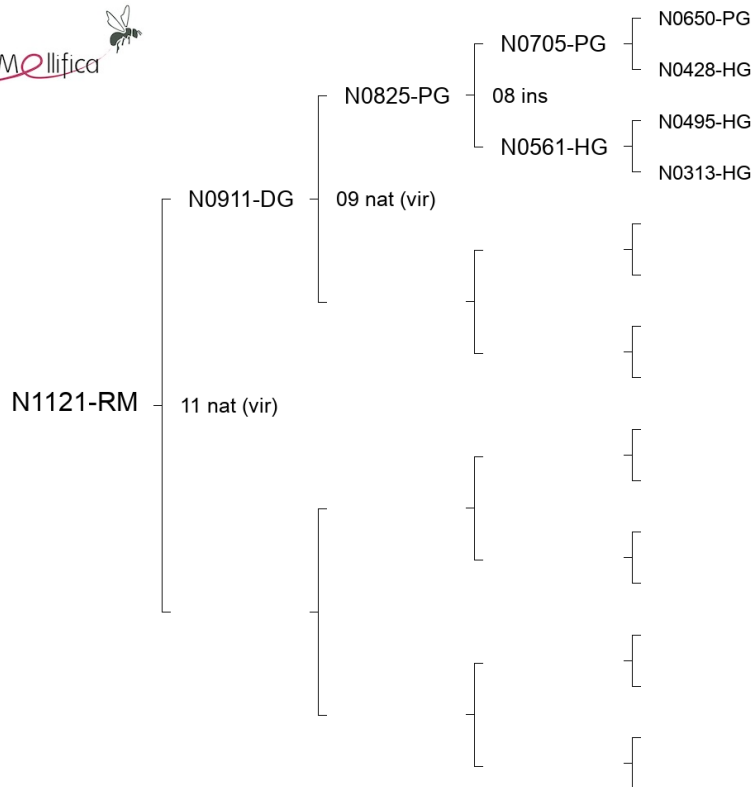 Mellifica
N0650-PG
N0705-PG
N0428-HG
N0825-PG
08 ins
N0495-HG
N0561-HG
N0313-HG
N0911-DG
09 nat (vir)
N1121-RM
11 nat (vir)